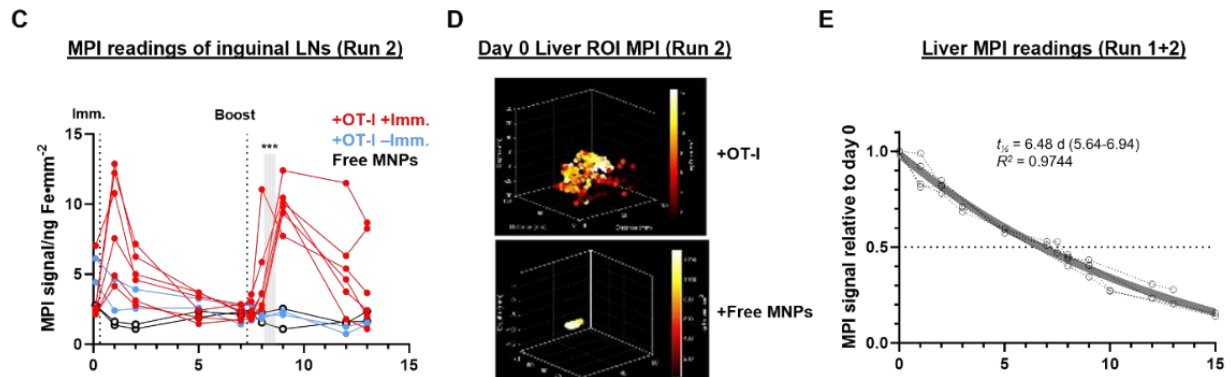 C
MPI readings of inguinal LNs (Run 2)
Imm.
Boost
+OT-I +Imm.
+OT-I –Imm.
Free MNPs
***
MPI signal/ng Fe•mm⁻²
15
10
5
0
0
5
10
15
D
Day 0 Liver ROI MPI (Run 2)
+OT-I
+Free MNPs
E
Liver MPI readings (Run 1+2)
t½ = 6.48 d (5.64-6.94)
R² = 0.9744
MPI signal relative to day 0
1.0
0.5
0.0
0
5
10
15